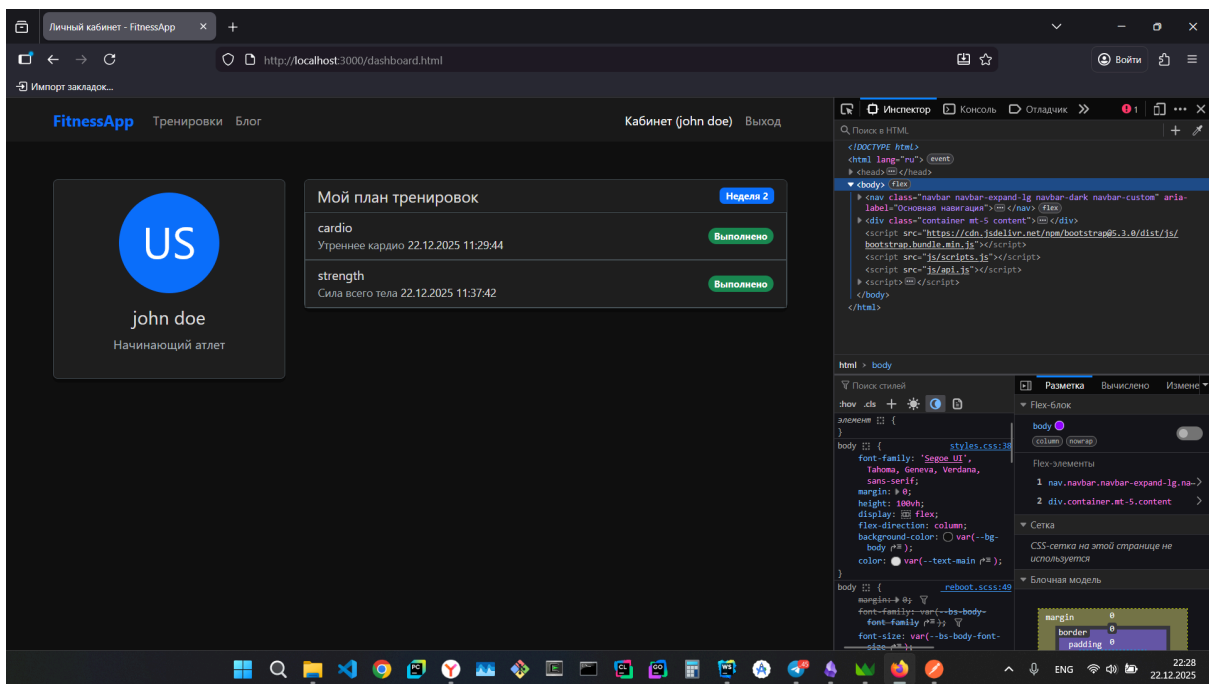 Личный кабинет - FitnessApp
http://localhost:3000/dashboard.html
Войти
Импорт закладок...
FitnessApp Тренировки Блог Кабинет (john doe) Выход
US
john doe
Начинающий атлет
Мой план тренировок Неделя 2
cardio
Утреннее кардио 22.12.2025 11:29:44 Выполнено
strength
Сила всего тела 22.12.2025 11:37:42 Выполнено
Инспектор Консоль Отладчик 1
Поиск в HTML
<!DOCTYPE html>
<html lang="ru"> event
<head></head>
<body> flex
<nav class="navbar navbar-expand-lg navbar-dark navbar-custom" aria-
label="Основная навигация"></nav> flex
<div class="container mt-5 content"></div>
<script src="https://cdn.jsdelivr.net/npm/bootstrap@5.3.0/dist/js/
bootstrap.bundle.min.js"></script>
<script src="js/scripts.js"></script>
<script src="js/api.js"></script>
<script></script>
</body>
</html>
html > body
Поиск стилей
:hov .cls
элемент {
}
body { styles.css:38
font-family: 'Segoe UI',
Tahoma, Geneva, Verdana,
sans-serif;
margin: 0;
height: 100vh;
display: flex;
flex-direction: column;
background-color: var(--bg-
body);
color: var(--text-main);
}
body { _reboot.scss:49
margin: 0;
font-family: var(--bs-body-
font-family);
font-size: var(--bs-body-font-
size);
Разметка Вычислено Измене
Flex-блок
body
column nowrap
Flex-элементы
1 nav.navbar.navbar-expand-lg.na…
2 div.container.mt-5.content
Сетка
CSS-сетка на этой странице не
используется
Блочная модель
margin 0
border 0
padding 0
ENG 22:28
22.12.2025